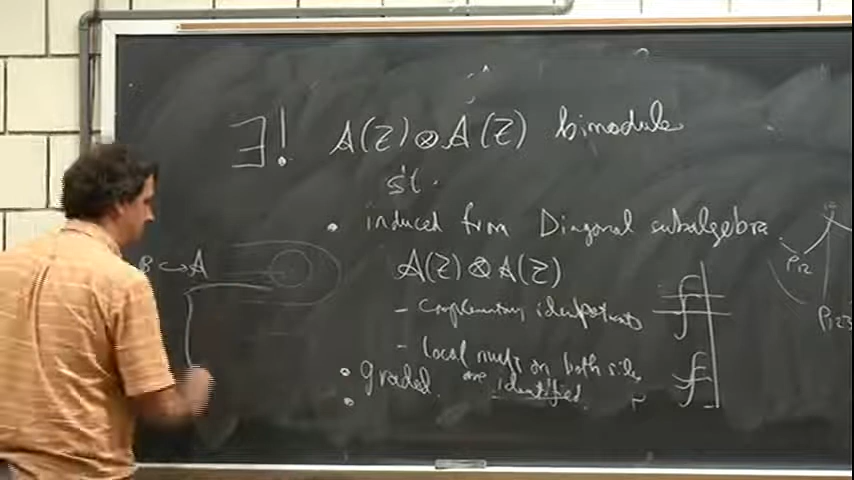 ∃! A(Z)⊗A(Z) bimodule
s't.
• induced from Diagonal subalgebra
B ↪ A
A(Z)⊗A(Z)
- complementary idempotents
- local mults on both sides
are identified
• graded.
•
P12
P123